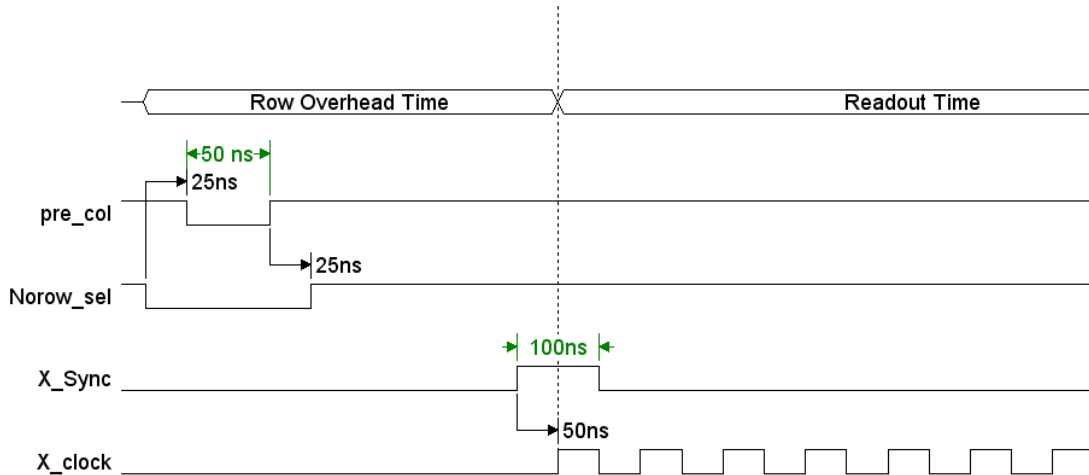 Row Overhead Time
Readout Time
50 ns
25ns
pre_col
25ns
Norow_sel
100ns
X_Sync
50ns
X_clock